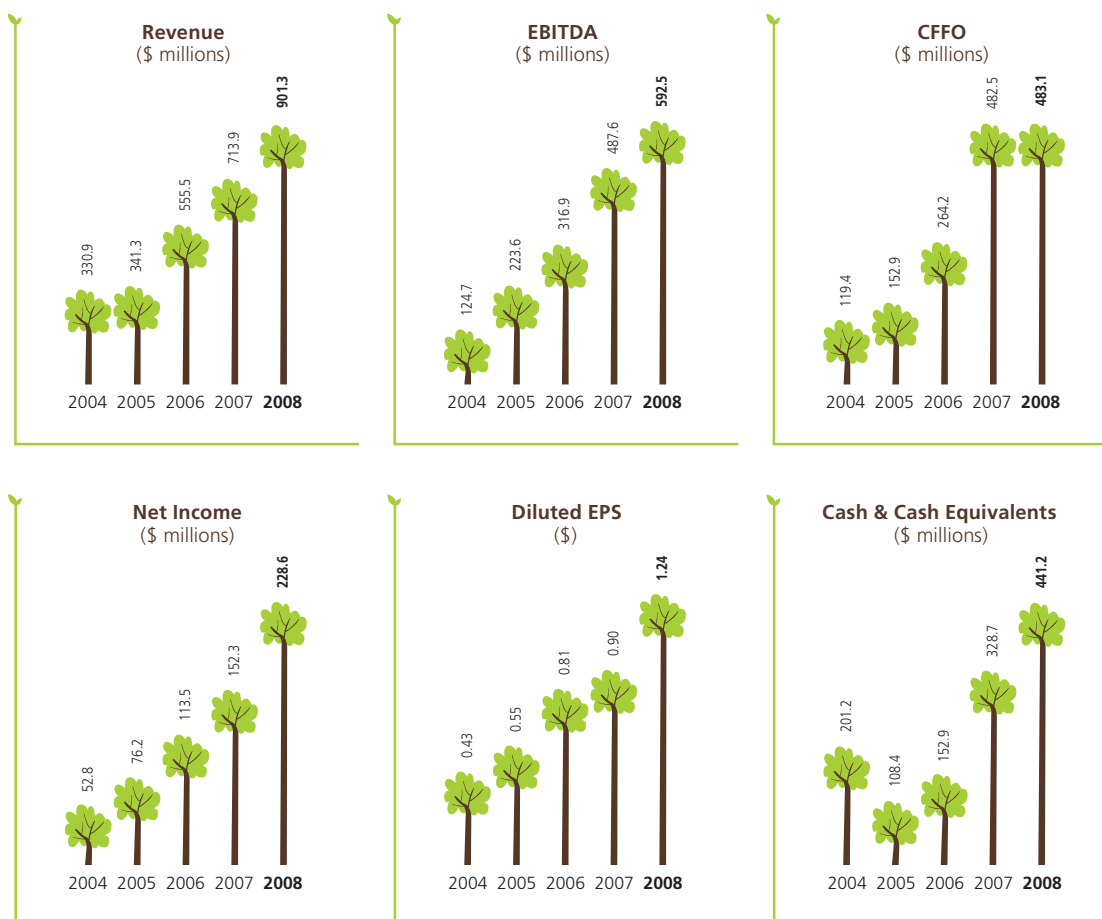 Revenue
($ millions)
330.9
341.3
555.5
713.9
901.3
2004 2005 2006 2007 2008
EBITDA
($ millions)
124.7
223.6
316.9
487.6
592.5
2004 2005 2006 2007 2008
CFFO
($ millions)
119.4
152.9
264.2
482.5
483.1
2004 2005 2006 2007 2008
Net Income
($ millions)
52.8
76.2
113.5
152.3
228.6
2004 2005 2006 2007 2008
Diluted EPS
($)
0.43
0.55
0.81
0.90
1.24
2004 2005 2006 2007 2008
Cash & Cash Equivalents
($ millions)
201.2
108.4
152.9
328.7
441.2
2004 2005 2006 2007 2008